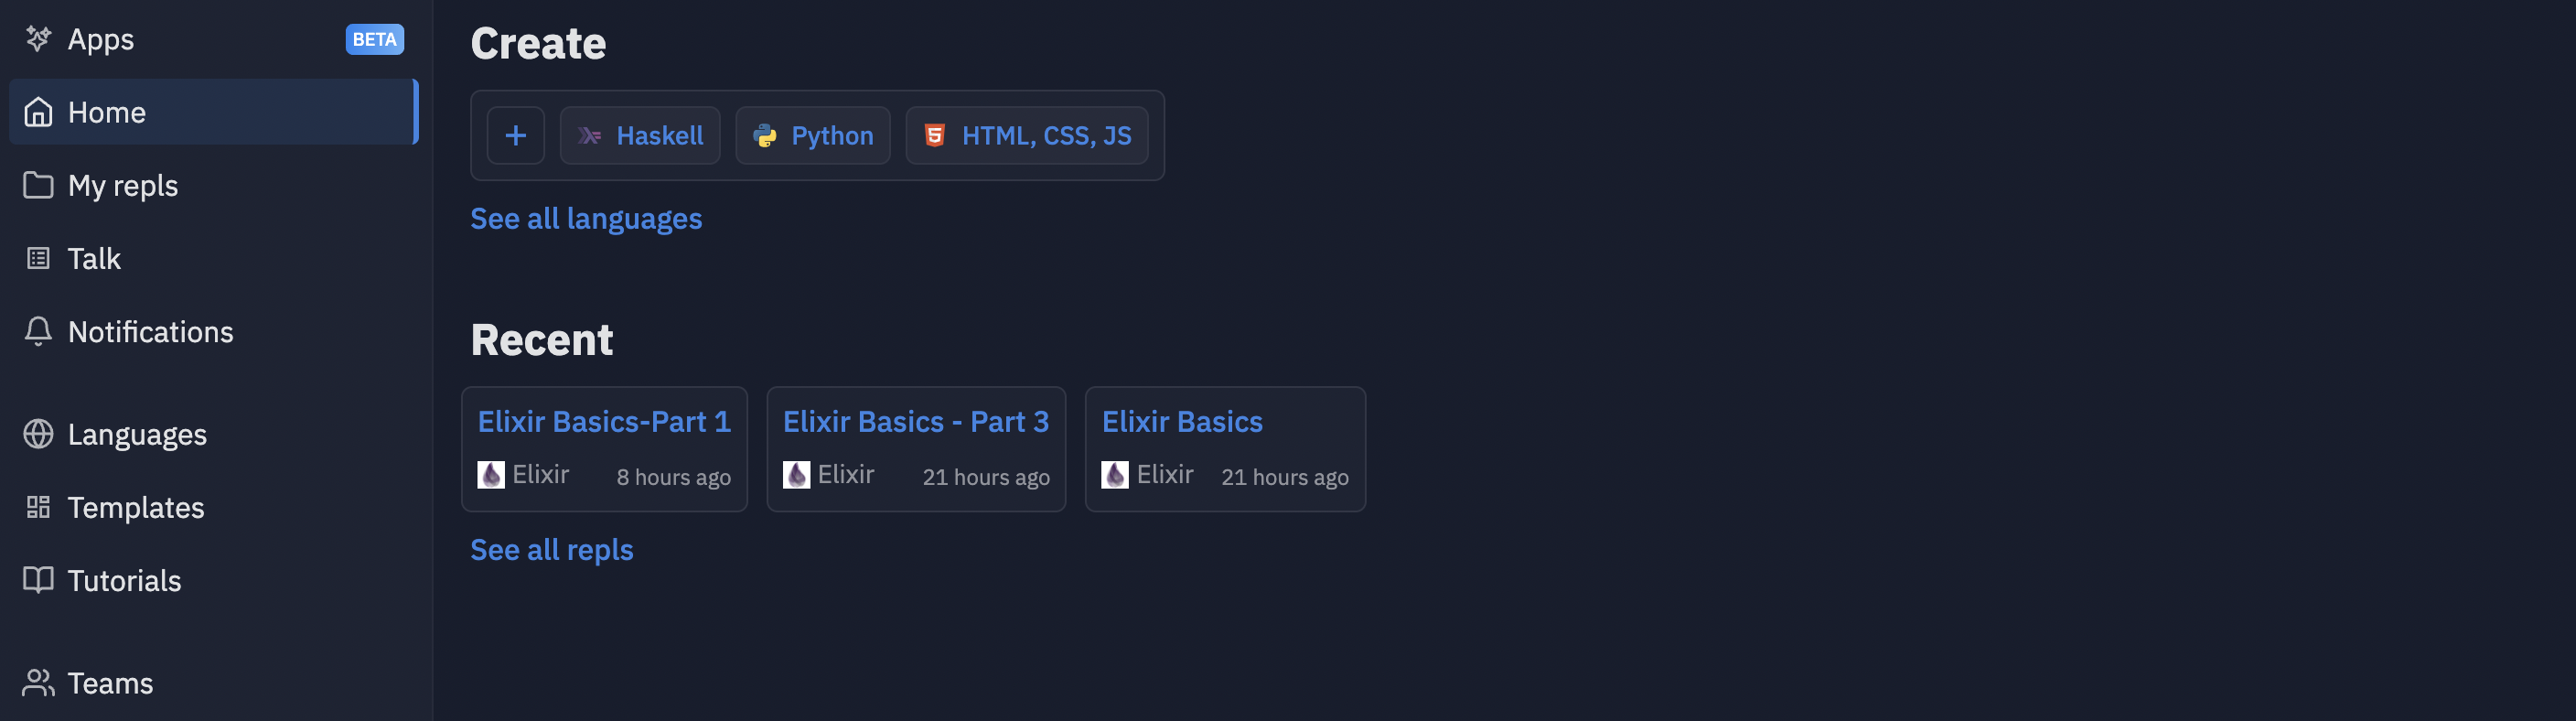 Apps BETA
Home
My repls
Talk
Notifications
Languages
Templates
Tutorials
Teams
Create
+ Haskell Python HTML, CSS, JS
See all languages
Recent
Elixir Basics-Part 1
Elixir 8 hours ago
Elixir Basics - Part 3
Elixir 21 hours ago
Elixir Basics
Elixir 21 hours ago
See all repls